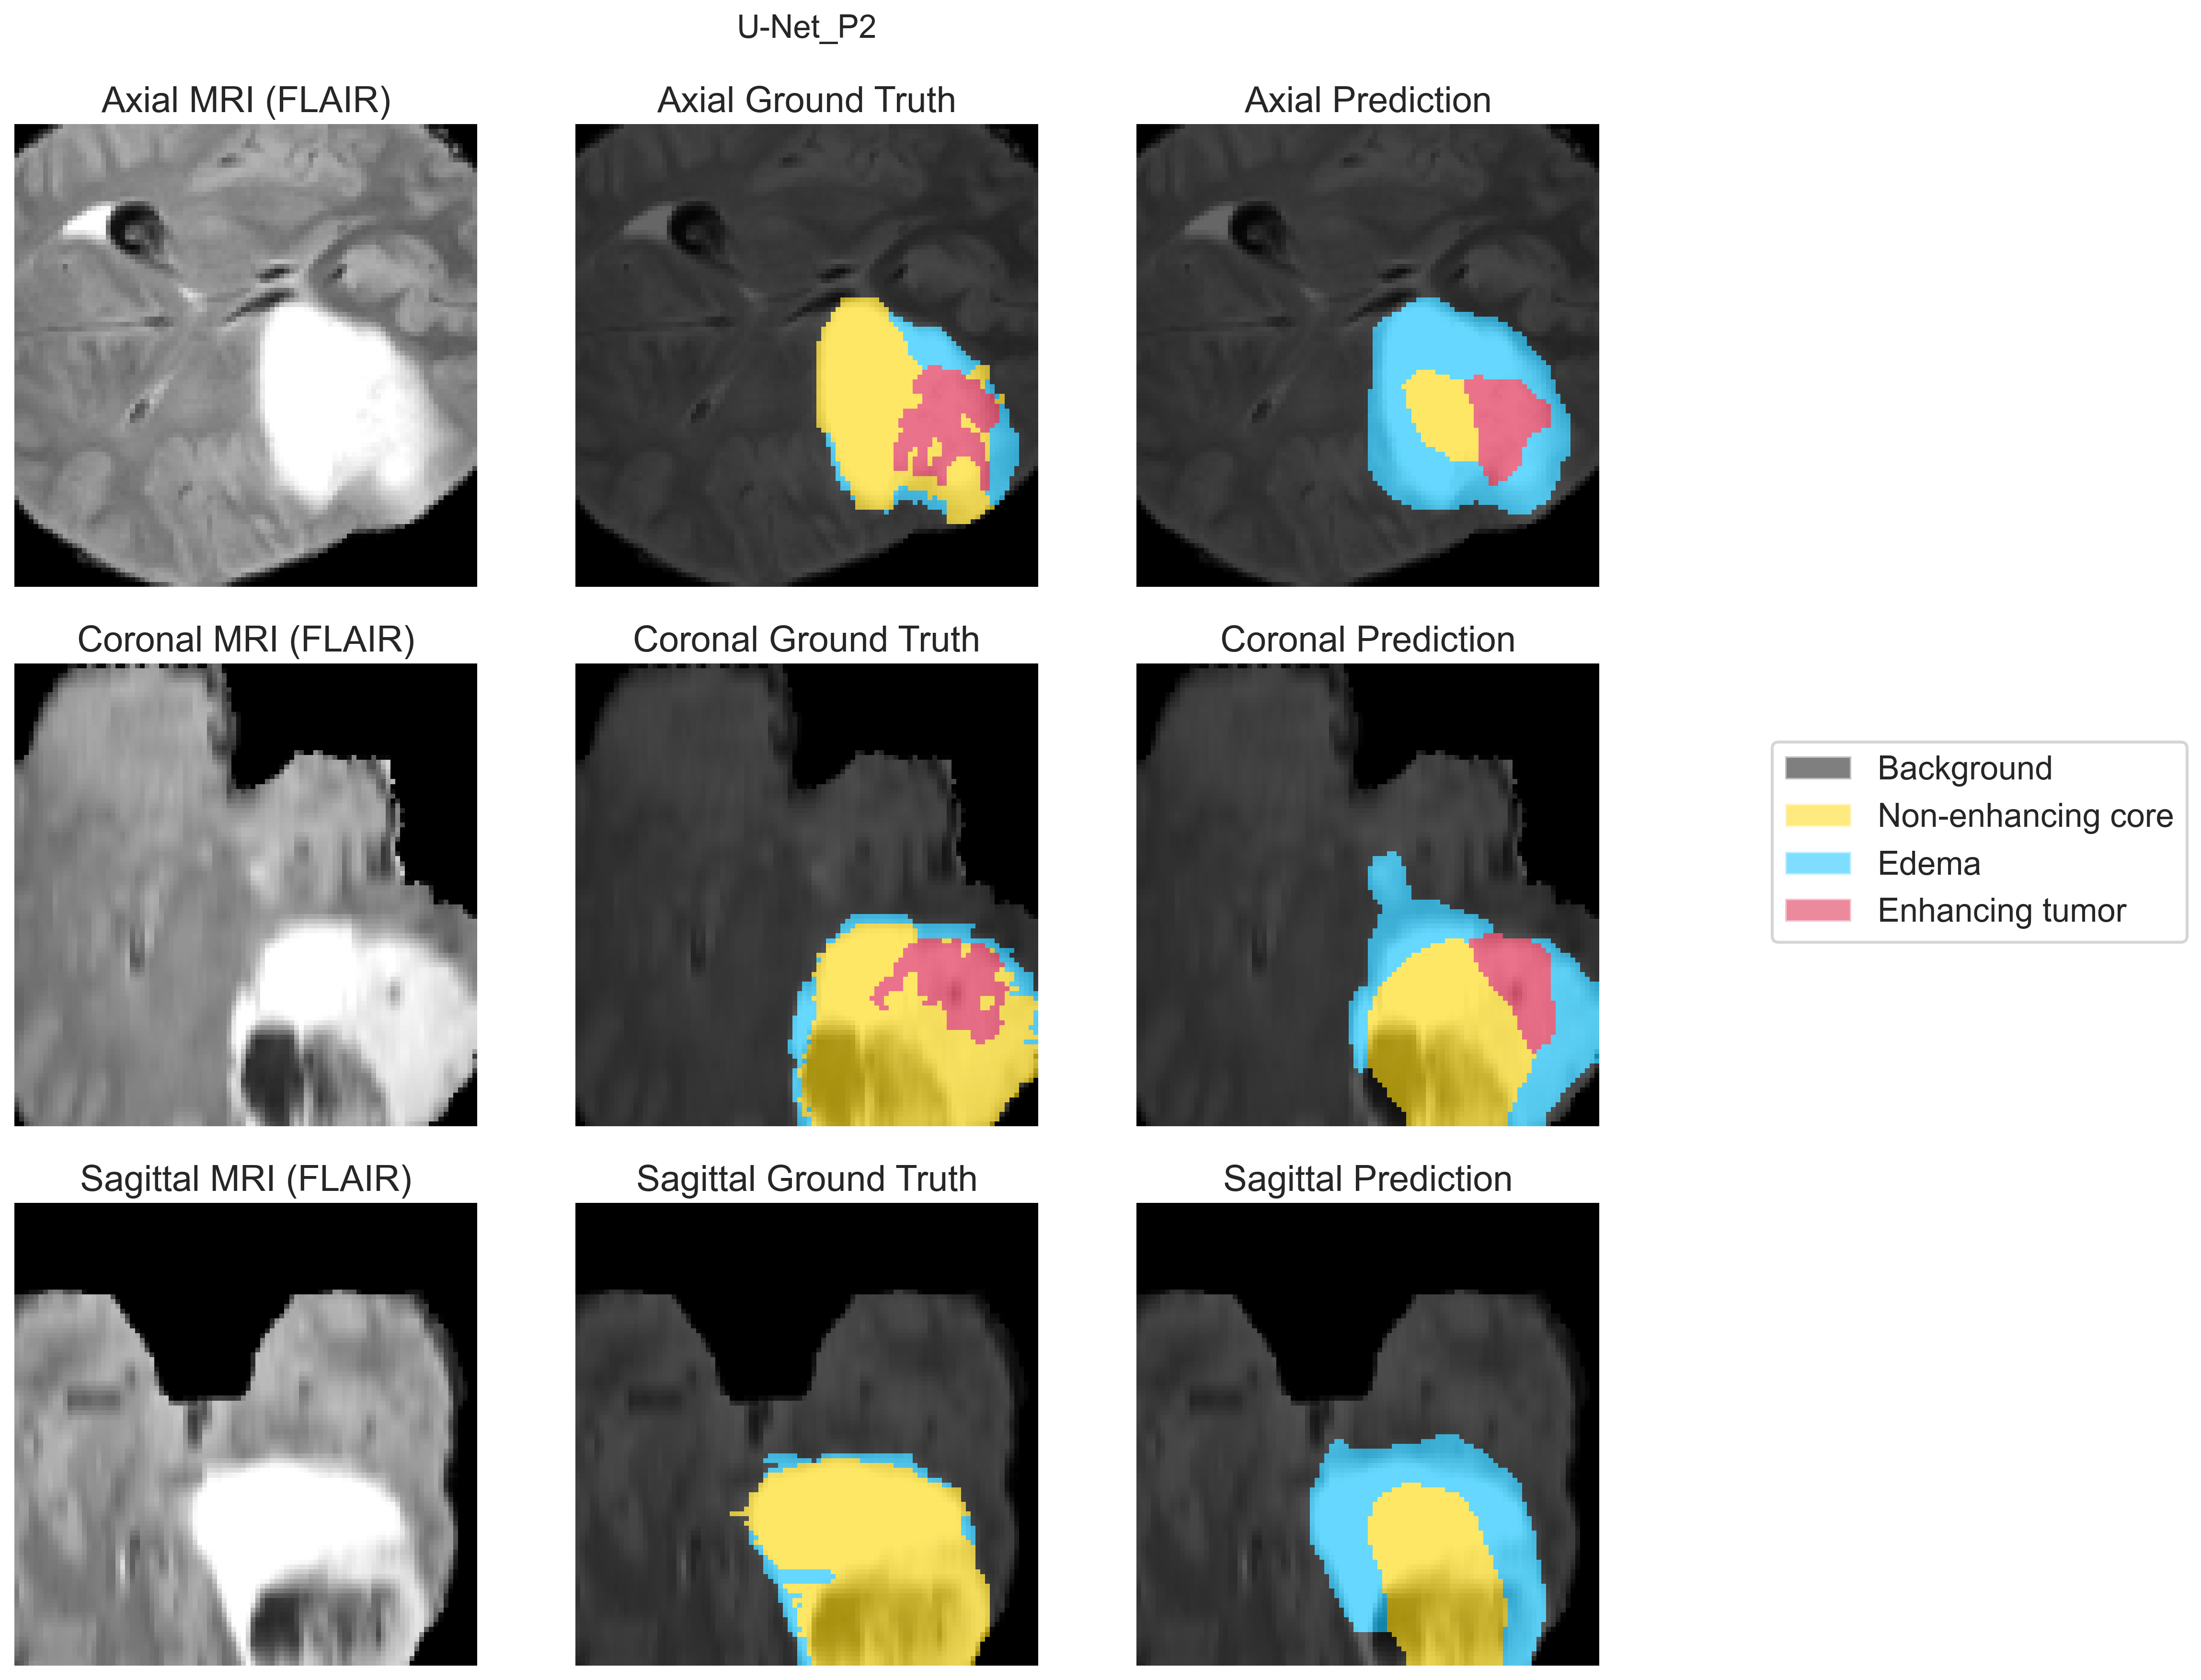 U-Net_P2
Axial MRI (FLAIR)
Axial Ground Truth
Axial Prediction
Coronal MRI (FLAIR)
Coronal Ground Truth
Coronal Prediction
Background
Non-enhancing core
Edema
Enhancing tumor
Sagittal MRI (FLAIR)
Sagittal Ground Truth
Sagittal Prediction